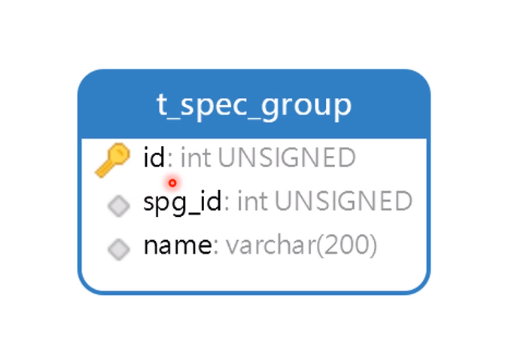 t_spec_group
id: int UNSIGNED
spg_id: int UNSIGNED
name: varchar(200)